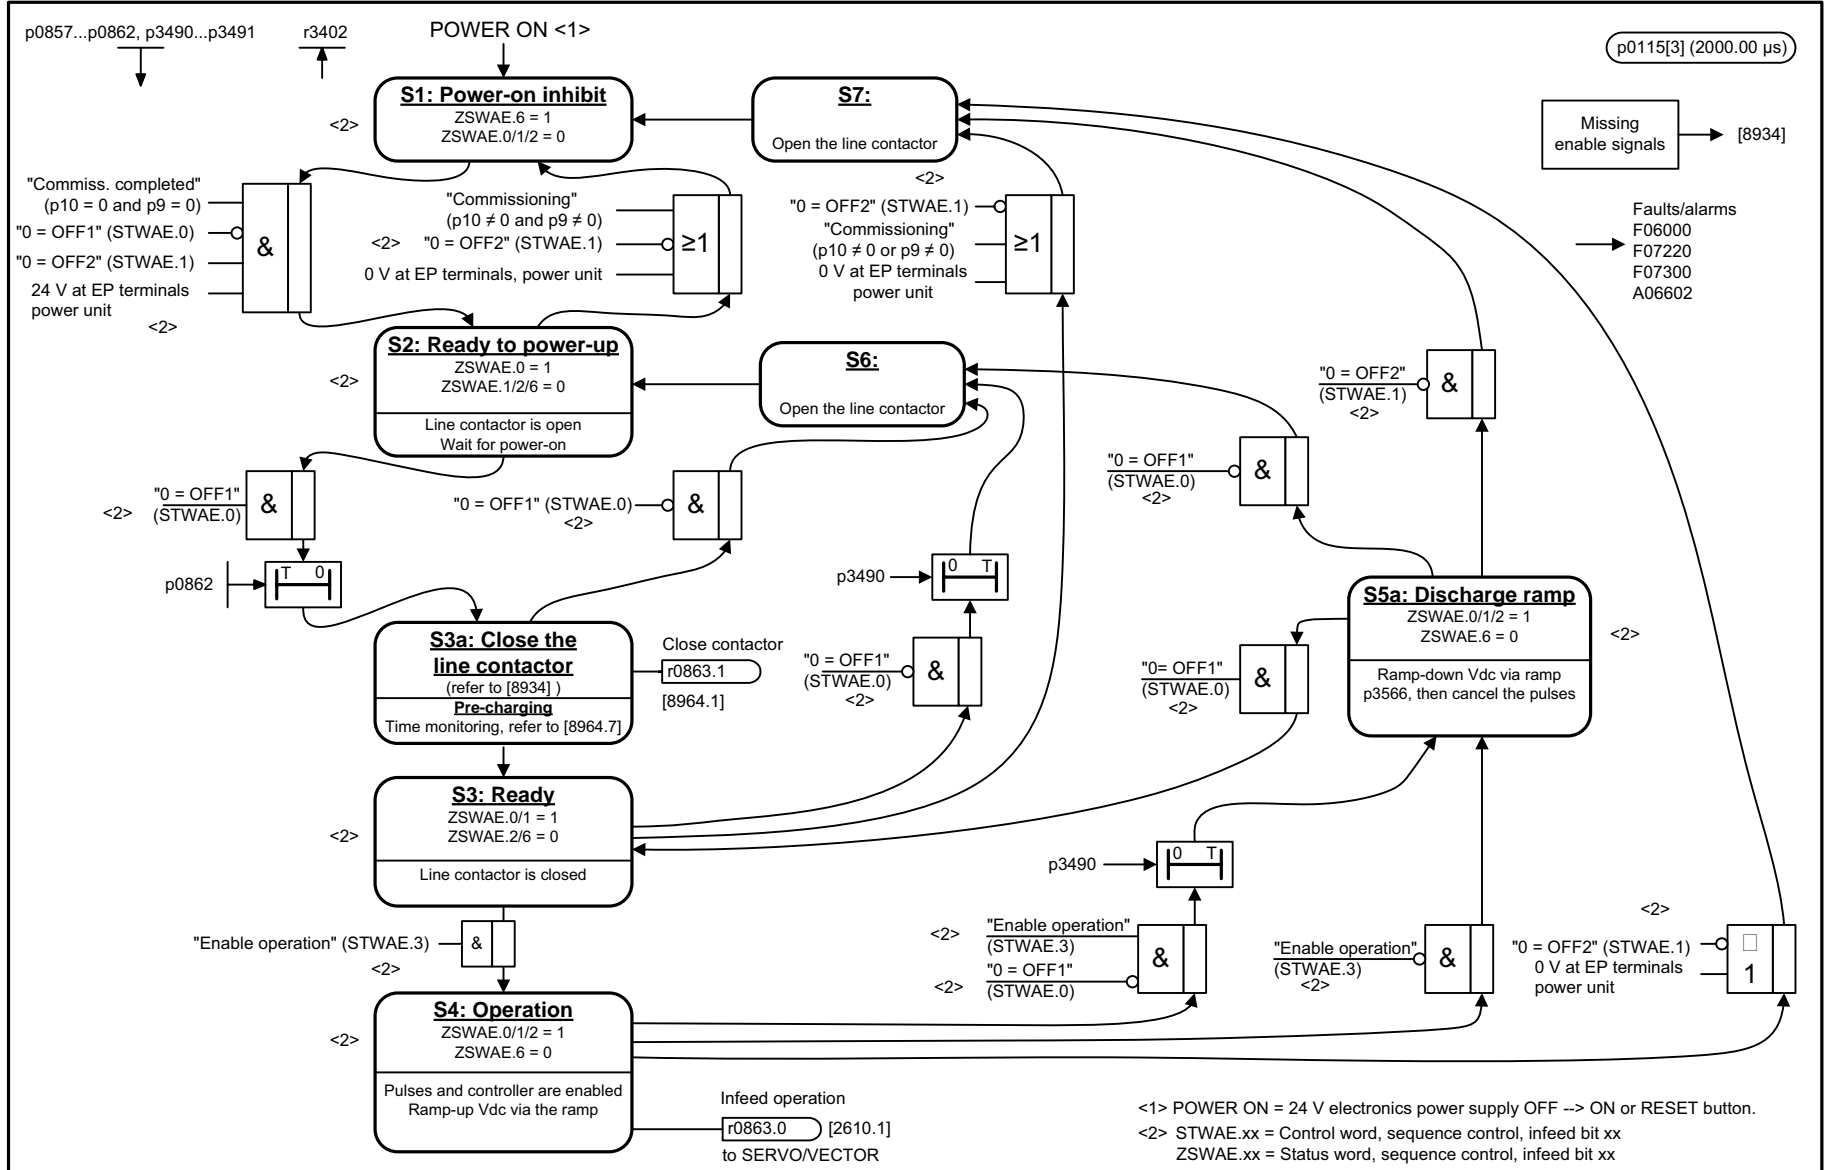 p0857...p0862, p3490...p3491
r3402
POWER ON <1>
p0115[3] (2000.00 µs)
S1: Power-on inhibit
ZSWAE.6 = 1
ZSWAE.0/1/2 = 0
<2>
S7:
Open the line contactor
<2>
Missing
enable signals
[8934]
"Commiss. completed"
(p10 = 0 and p9 = 0)
"0 = OFF1" (STWAE.0)
"0 = OFF2" (STWAE.1)
24 V at EP terminals
power unit
<2>
&
"Commissioning"
(p10 ≠ 0 and p9 ≠ 0)
<2> "0 = OFF2" (STWAE.1)
0 V at EP terminals, power unit
≥1
"0 = OFF2" (STWAE.1)
"Commissioning"
(p10 ≠ 0 or p9 ≠ 0)
0 V at EP terminals
power unit
≥1
Faults/alarms
F06000
F07220
F07300
A06602
S2: Ready to power-up
ZSWAE.0 = 1
ZSWAE.1/2/6 = 0
<2>
Line contactor is open
Wait for power-on
S6:
Open the line contactor
"0 = OFF2"
(STWAE.1)
<2>
&
"0 = OFF1"
(STWAE.0)
<2>
&
"0 = OFF1"
<2> (STWAE.0)
&
"0 = OFF1" (STWAE.0)
<2>
&
p0862
T 0
p3490
0 T
S3a: Close the
line contactor
(refer to [8934] )
Pre-charging
Time monitoring, refer to [8964.7]
Close contactor
r0863.1
[8964.1]
"0 = OFF1"
(STWAE.0)
<2>
&
"0= OFF1"
(STWAE.0)
<2>
&
S5a: Discharge ramp
ZSWAE.0/1/2 = 1
ZSWAE.6 = 0
<2>
Ramp-down Vdc via ramp
p3566, then cancel the pulses
S3: Ready
ZSWAE.0/1 = 1
ZSWAE.2/6 = 0
<2>
Line contactor is closed
p3490
0 T
"Enable operation" (STWAE.3)
<2>
&
<2> "Enable operation"
(STWAE.3)
"0 = OFF1"
<2> (STWAE.0)
&
"Enable operation"
(STWAE.3)
<2>
&
<2>
"0 = OFF2" (STWAE.1)
0 V at EP terminals
power unit
1
S4: Operation
ZSWAE.0/1/2 = 1
ZSWAE.6 = 0
<2>
Pulses and controller are enabled
Ramp-up Vdc via the ramp
Infeed operation
r0863.0
[2610.1]
to SERVO/VECTOR
<1> POWER ON = 24 V electronics power supply OFF --> ON or RESET button.
<2> STWAE.xx = Control word, sequence control, infeed bit xx
ZSWAE.xx = Status word, sequence control, infeed bit xx